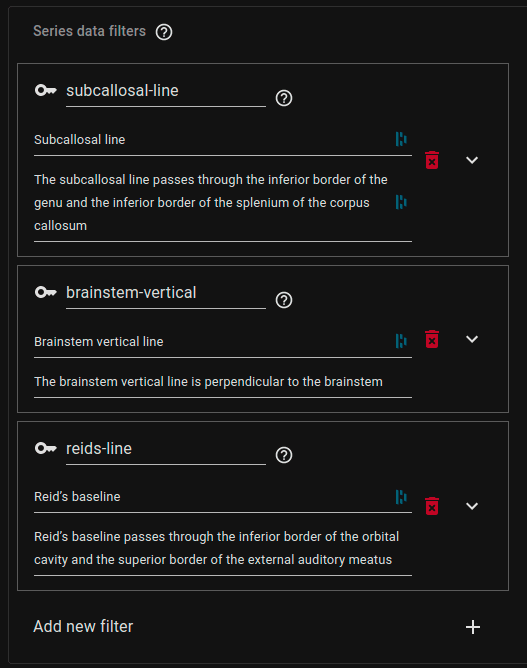 Series data filters ?
subcallosal-line
?
Subcallosal line
The subcallosal line passes through the inferior border of the
genu and the inferior border of the splenium of the corpus
callosum
brainstem-vertical
?
Brainstem vertical line
The brainstem vertical line is perpendicular to the brainstem
reids-line
?
Reid's baseline
Reid's baseline passes through the inferior border of the orbital
cavity and the superior border of the external auditory meatus
Add new filter +